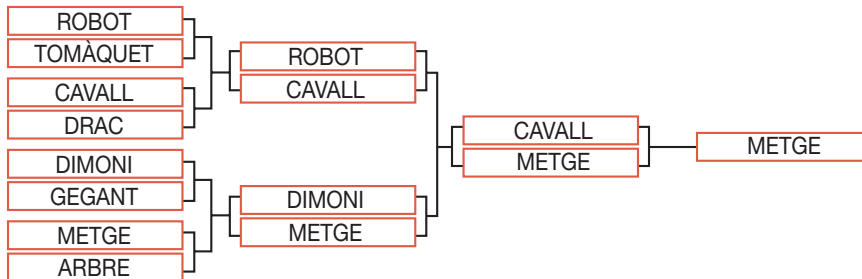 ROBOT
TOMÀQUET
CAVALL
DRAC
DIMONI
GEGANT
METGE
ARBRE
ROBOT
CAVALL
DIMONI
METGE
CAVALL
METGE
METGE